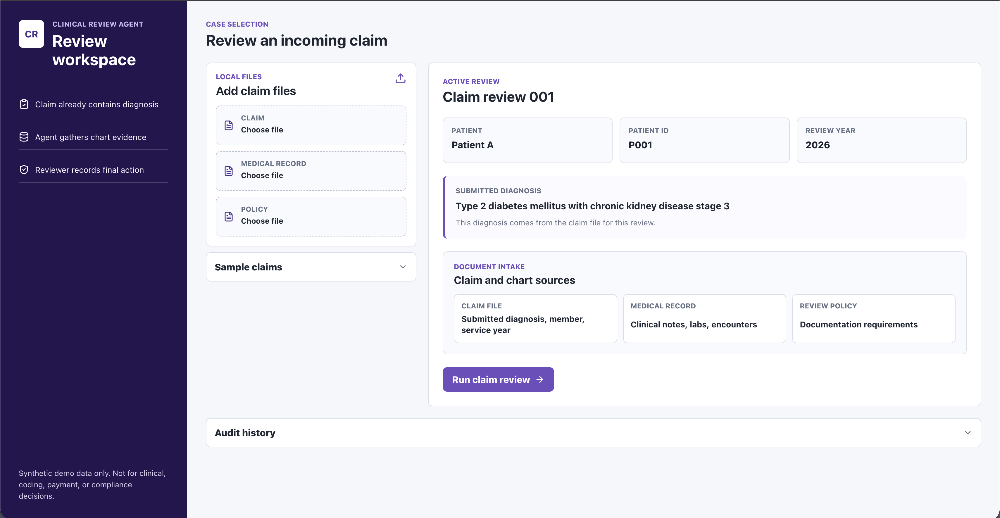 CR
CLINICAL REVIEW AGENT
Review
workspace
Claim already contains diagnosis
Agent gathers chart evidence
Reviewer records final action
Synthetic demo data only. Not for clinical,
coding, payment, or compliance
decisions.
CASE SELECTION
Review an incoming claim
LOCAL FILES
Add claim files
CLAIM
Choose file
MEDICAL RECORD
Choose file
POLICY
Choose file
Sample claims
ACTIVE REVIEW
Claim review 001
PATIENT
Patient A
PATIENT ID
P001
REVIEW YEAR
2026
SUBMITTED DIAGNOSIS
Type 2 diabetes mellitus with chronic kidney disease stage 3
This diagnosis comes from the claim file for this review.
DOCUMENT INTAKE
Claim and chart sources
CLAIM FILE
Submitted diagnosis, member,
service year
MEDICAL RECORD
Clinical notes, labs, encounters
REVIEW POLICY
Documentation requirements
Run claim review
Audit history